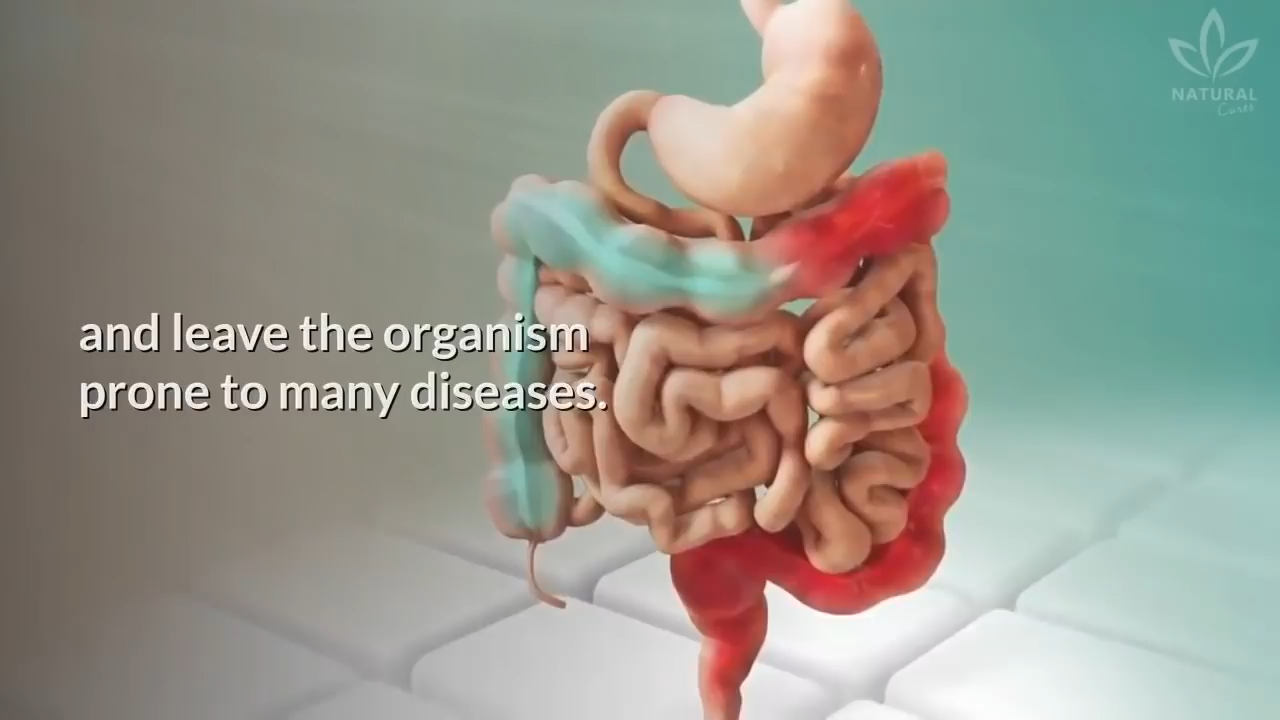 NATURAL
Cures
and leave the organism
prone to many diseases.